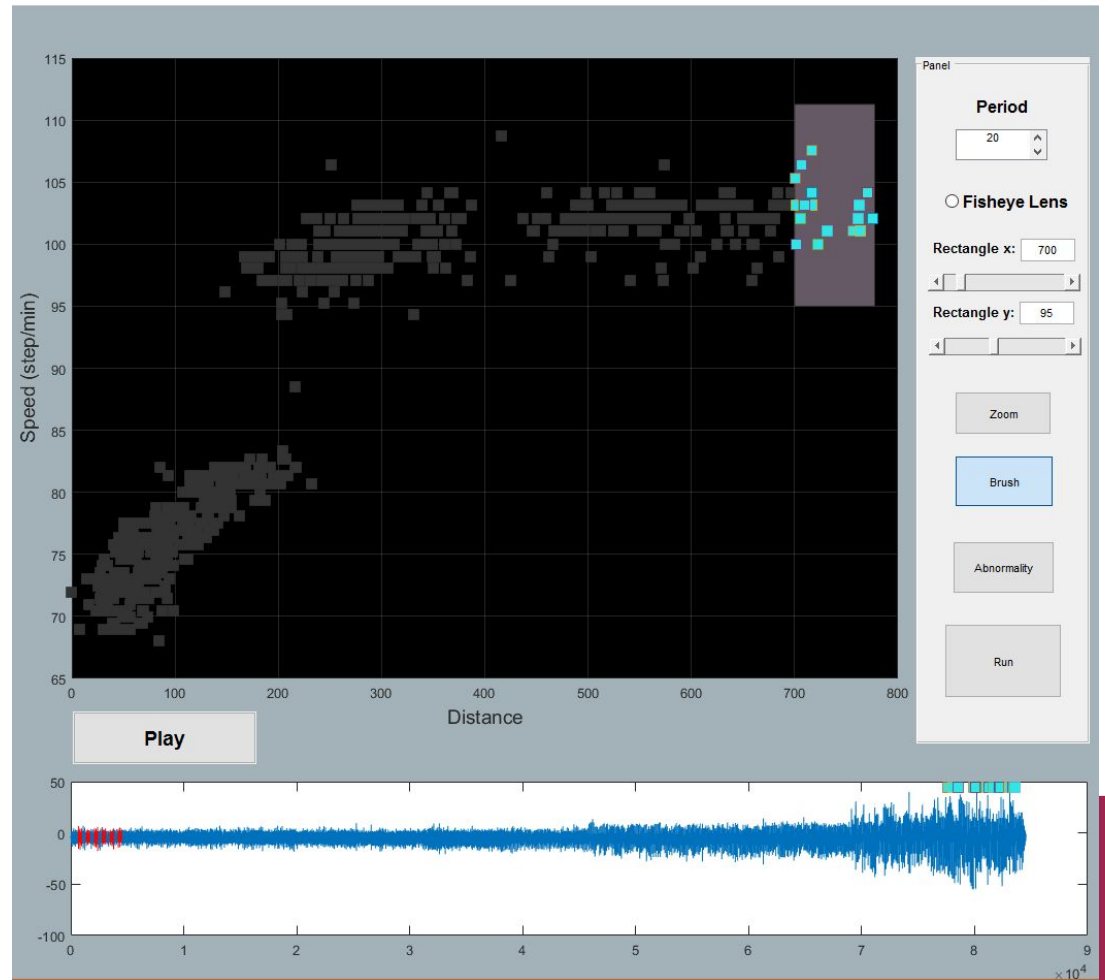 115
110
105
100
95
90
85
80
75
70
65
Speed (step/min)
0 100 200 300 400 500 600 700 800
Distance
Panel
Period
20
Fisheye Lens
Rectangle x: 700
Rectangle y: 95
Zoom
Brush
Abnormality
Run
Play
50
0
-50
-100
0 1 2 3 4 5 6 7 8 9
×10⁴